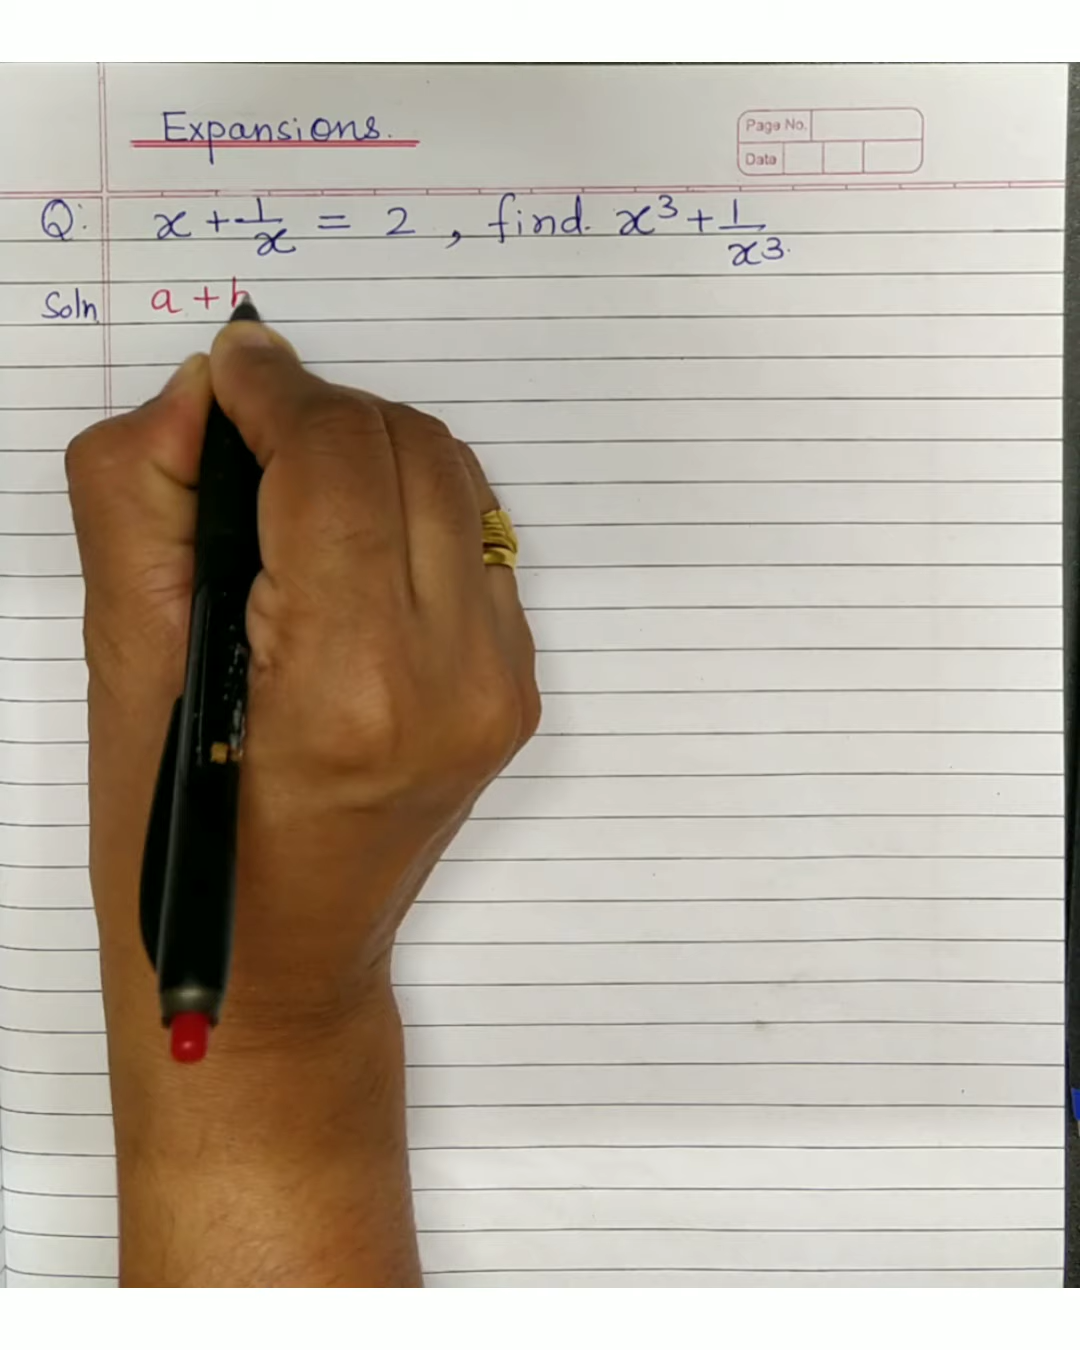 Expansions.
Page No.
Date
Q: x + 1/x = 2 , find. x³ + 1/x³.
Soln a + b